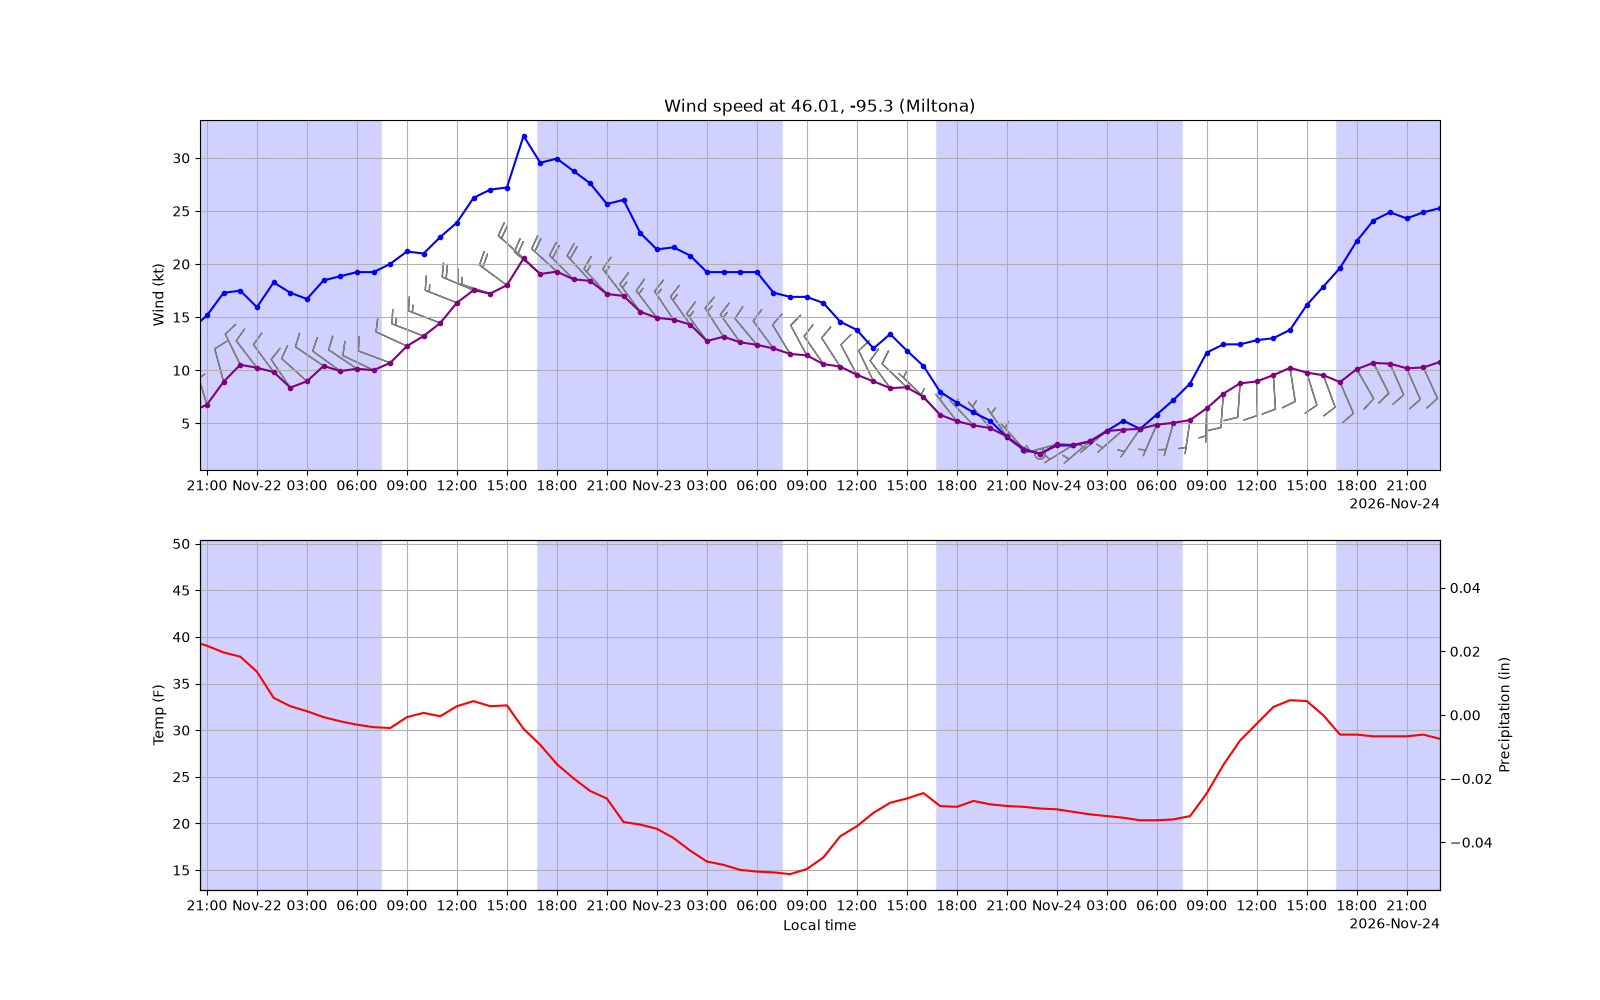 Wind speed at 46.01, -95.3 (Miltona)
Wind (kt)
30
25
20
15
10
5
21:00 Nov-22 03:00 06:00 09:00 12:00 15:00 18:00 21:00 Nov-23 03:00 06:00 09:00 12:00 15:00 18:00 21:00 Nov-24 03:00 06:00 09:00 12:00 15:00 18:00 21:00
2026-Nov-24
Temp (F)
50
45
40
35
30
25
20
15
0.04
0.02
0.00
−0.02
−0.04
Precipitation (in)
21:00 Nov-22 03:00 06:00 09:00 12:00 15:00 18:00 21:00 Nov-23 03:00 06:00 09:00 12:00 15:00 18:00 21:00 Nov-24 03:00 06:00 09:00 12:00 15:00 18:00 21:00
Local time
2026-Nov-24